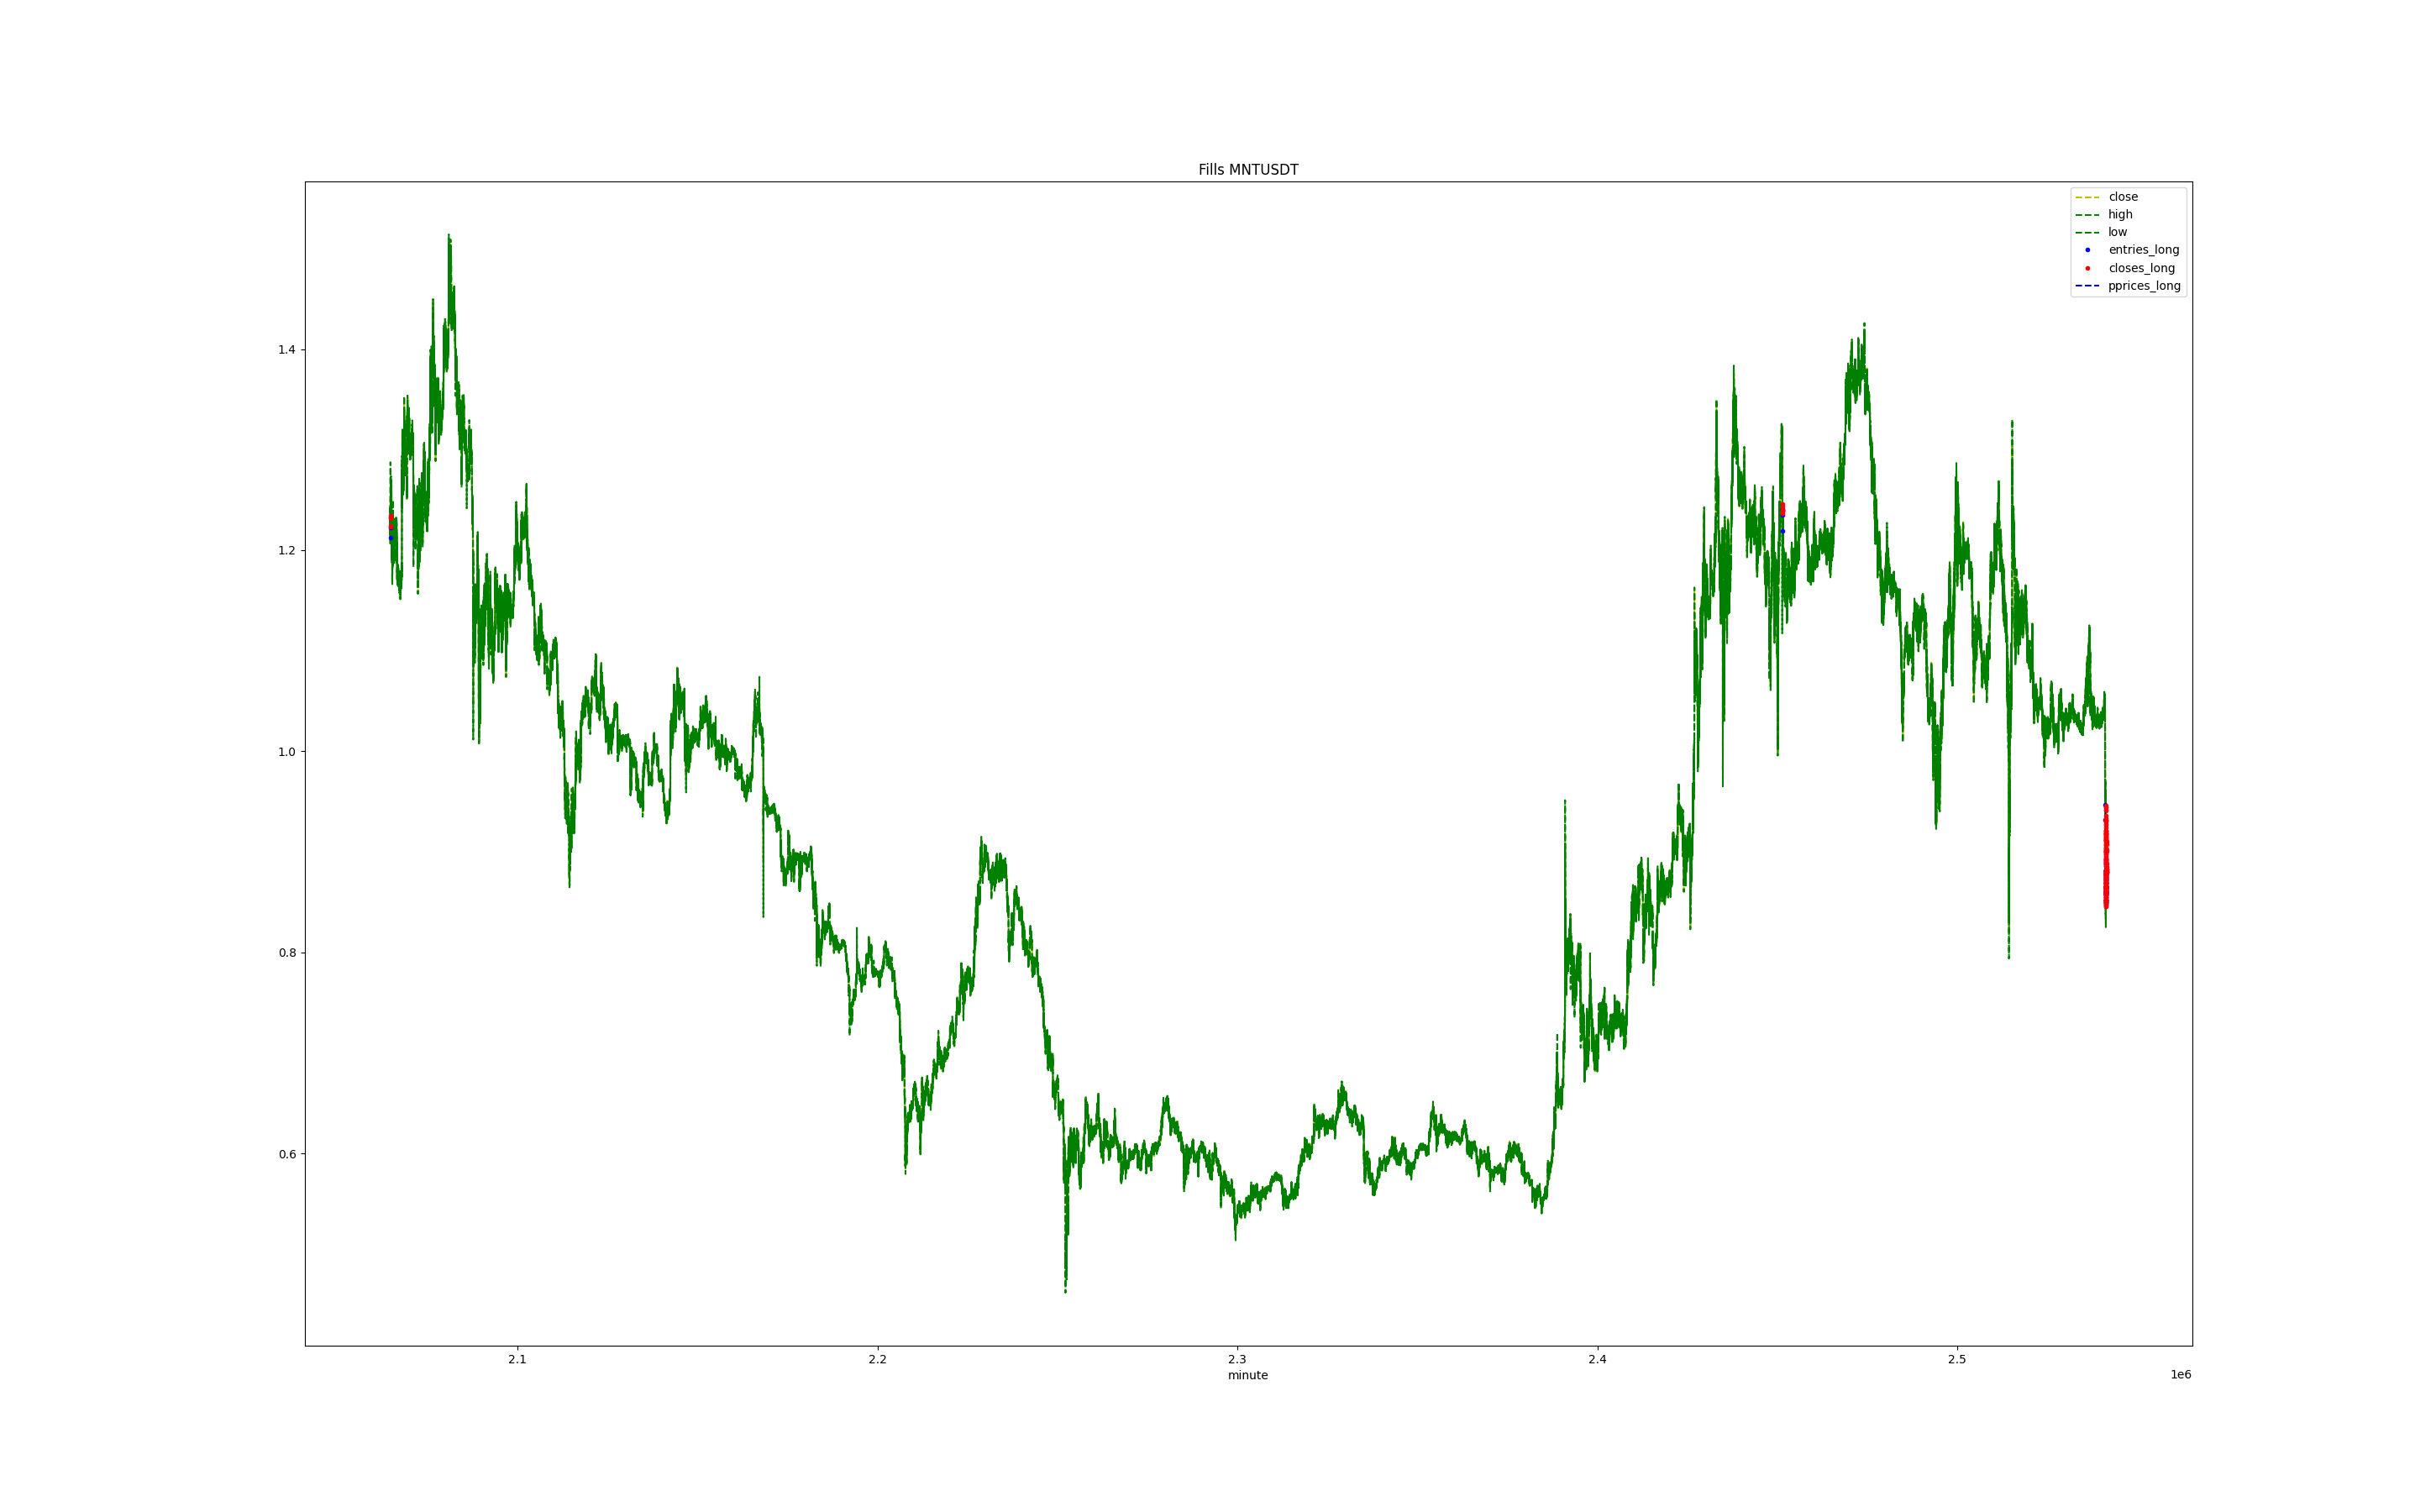 Fills MNTUSDT
close
high
low
entries_long
closes_long
pprices_long
1.4
1.2
1.0
0.8
0.6
2.1
2.2
2.3
2.4
2.5
minute
1e6